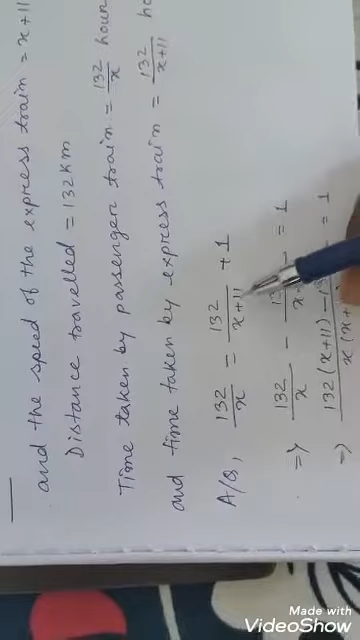 and the speed of the express train = x+11
Distance travelled = 132 km
Time taken by passenger train = 132/x hour
and time taken by express train = 132/x+11
A/Q, 132/x = 132/x+11 + 1
=> 132/x - = 1
=> 132(x+11) - = 1
Made with
VideoShow